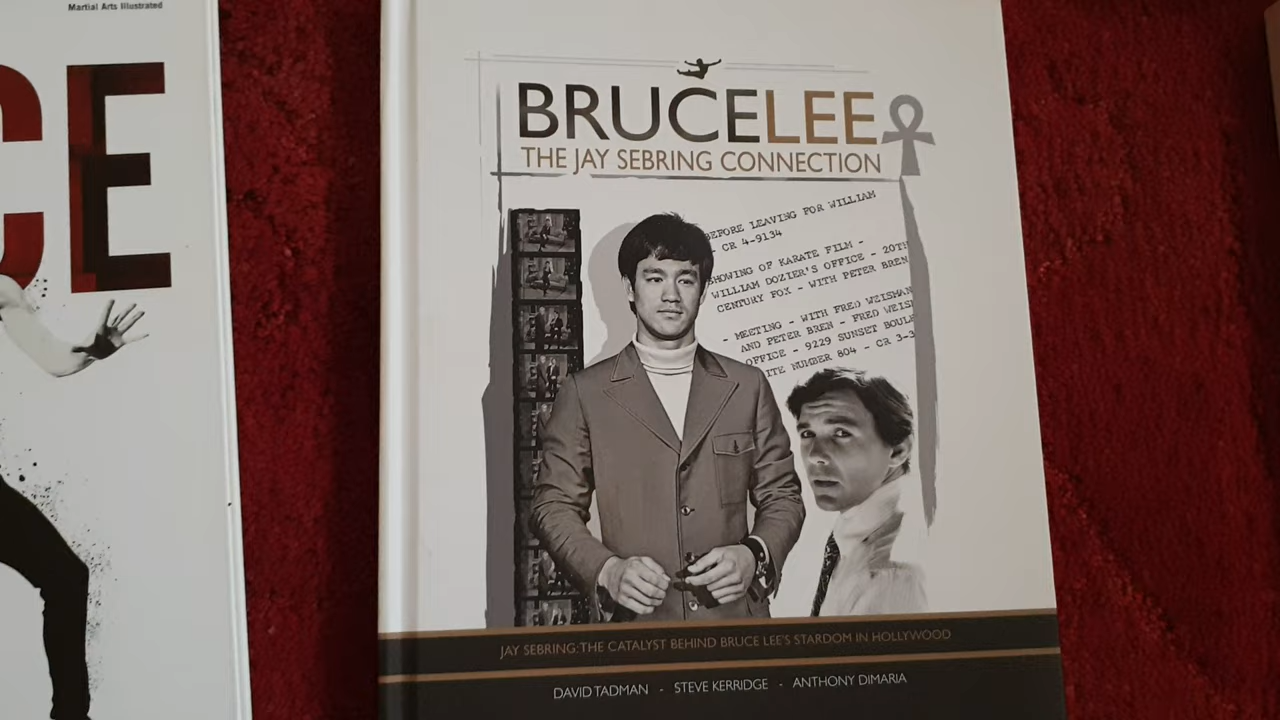 Martial Arts Illustrated
CE
BRUCELEE
THE JAY SEBRING CONNECTION
BEFORE LEAVING FOR WILLIAM
- CR 4-9134
SHOWING OF KARATE FILM -
WILLIAM DOZIER'S OFFICE - 20TH
CENTURY FOX - WITH PETER BREN
- MEETING - WITH FRED WEISMAN
AND PETER BREN - FRED WEIS
OFFICE - 9229 SUNSET BOULE
ITE NUMBER 804 - CR 3-3
JAY SEBRING:THE CATALYST BEHIND BRUCE LEE'S STARDOM IN HOLLYWOOD
DAVID TADMAN - STEVE KERRIDGE - ANTHONY DIMARIA